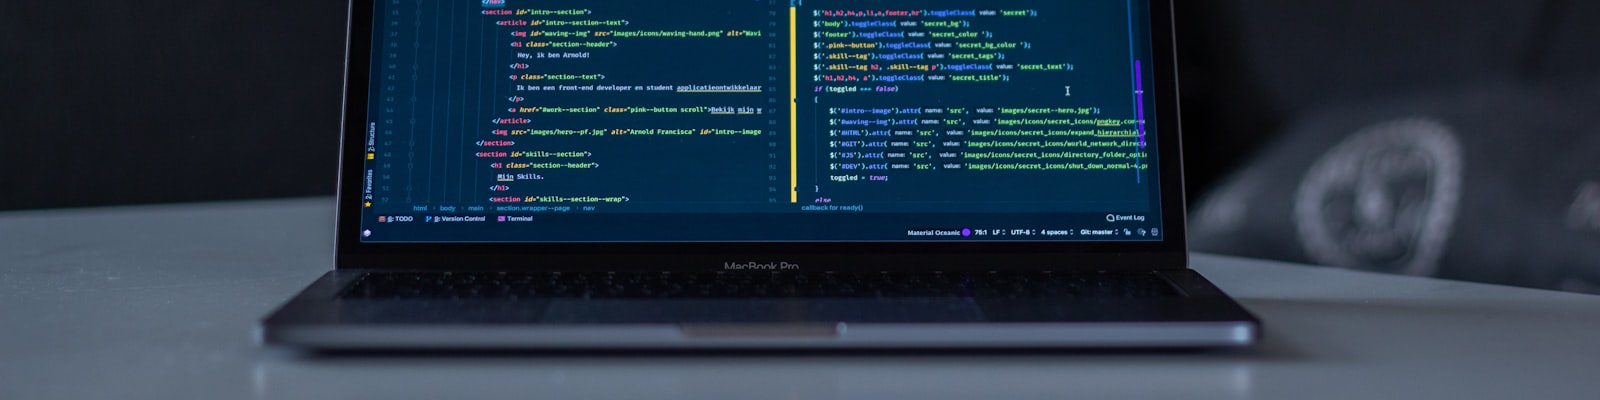 </nav>
<section id="intro--section">
<article id="intro--section--text">
<img id="waving--img" src="images/icons/waving-hand.png" alt="Wavi
<h1 class="section--header">
Hey, ik ben Arnold!
</h1>
<p class="section--text">
Ik ben een front-end developer en student applicatieontwikkelaar
</p>
<a href="#work--section" class="pink--button scroll">Bekijk mijn w
</article>
<img src="images/hero--pf.jpg" alt="Arnold Francisca" id="intro--image
</section>
<section id="skills--section">
<h1 class="section--header">
Mijn Skills.
</h1>
<section id="skills--section--wrap">
html › body › main › section.wrapper--page › nav
$('h1,h2,h4,p,li,a,footer,hr').toggleClass( value: 'secret');
$('body').toggleClass( value: 'secret_bg');
$('footer').toggleClass( value: 'secret_color ');
$('.pink--button').toggleClass( value: 'secret_bg_color ');
$('.skill--tag').toggleClass( value: 'secret_tags');
$('.skill--tag h2, .skill--tag p').toggleClass( value: 'secret_text');
$('h1,h2,h4, a').toggleClass( value: 'secret_title');
if (toggled === false)
{
$('#intro--image').attr( name: 'src', value: 'images/secret--hero.jpg');
$('#waving--img').attr( name: 'src', value: 'images/icons/secret_icons/pngkey.com
$('#HTML').attr( name: 'src', value: 'images/icons/secret_icons/expand_hierarchial
$('#GIT').attr( name: 'src', value: 'images/icons/secret_icons/world_network_direct
$('#JS').attr( name: 'src', value: 'images/icons/secret_icons/directory_folder_optio
$('#DEV').attr( name: 'src', value: 'images/icons/secret_icons/shut_down_normal-4.p
toggled = true;
}
else
callback for ready()
Z: Structure
2: Favorites
6: TODO 9: Version Control Terminal
Event Log
Material Oceanic 75:1 LF UTF-8 4 spaces Git: master
MacBook Pro